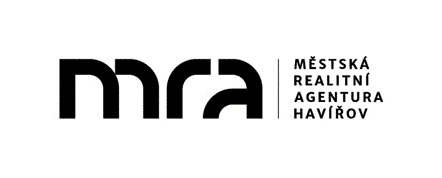 mra
MĚSTSKÁ
REALITNÍ
AGENTURA
HAVÍŘOV